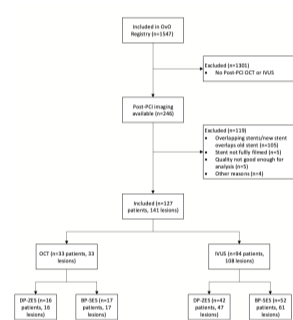 Included in OvO
Registry (n=1547)
Excluded (n=1301)
• No Post-PCI OCT or IVUS
Post-PCI imaging
available (n=246)
Excluded (n=119)
• Overlapping stents/new stent
overlaps old stent (n=105)
• Stent not fully filmed (n=5)
• Quality not good enough for
analysis (n=5)
• Other reasons (n=4)
Included (n=127
patients, 141 lesions)
OCT (n=33 patients, 33
lesions)
IVUS (n=94 patients,
108 lesions)
DP-ZES (n=16
patients, 16
lesions)
BP-SES (n=17
patients, 17
lesions)
DP-ZES (n=42
patients, 47
lesions)
BP-SES (n=52
patients, 61
lesions)